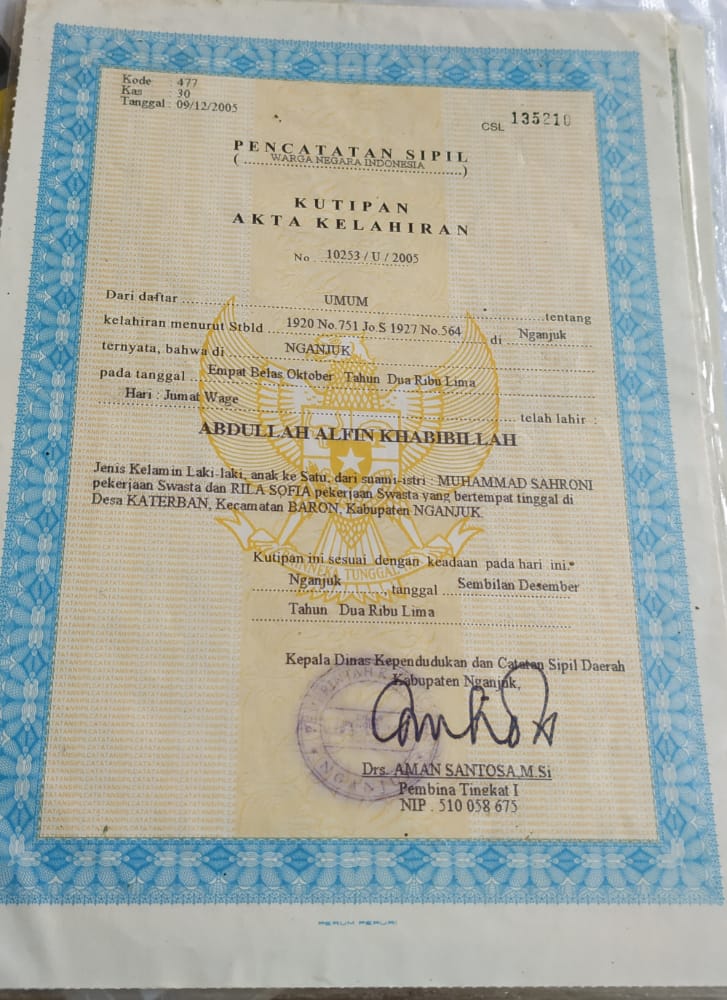 Kode : 477
Kas : 30
Tanggal : 09/12/2005
CSL 135210
PENCATATAN SIPIL
( WARGA NEGARA INDONESIA )
KUTIPAN
AKTA KELAHIRAN
No . 10253 / U / 2005
Dari daftar UMUM tentang
kelahiran menurut Stbld 1920 No.751 Jo S 1927 No.564 di Nganjuk
ternyata, bahwa di NGANJUK
pada tanggal Empat Belas Oktober Tahun Dua Ribu Lima
Hari : Jumat Wage telah lahir :
ABDULLAH ALFIN KHABIBILLAH
Jenis Kelamin Laki-laki, anak ke Satu, dari suami-istri MUHAMMAD SAHRONI
pekerjaan Swasta dan RILA SOFIA pekerjaan Swasta yang bertempat tinggal di
Desa KATERBAN, Kecamatan BARON, Kabupaten NGANJUK
Kutipan ini sesuai dengan keadaan pada hari ini.
Nganjuk , tanggal Sembilan Desember
Tahun Dua Ribu Lima
Kepala Dinas Kependudukan dan Catatan Sipil Daerah
Kabupaten Nganjuk,
Drs. AMAN SANTOSA,M.Si
Pembina Tingkat I
NIP . 510 058 675
PERUM PERURI